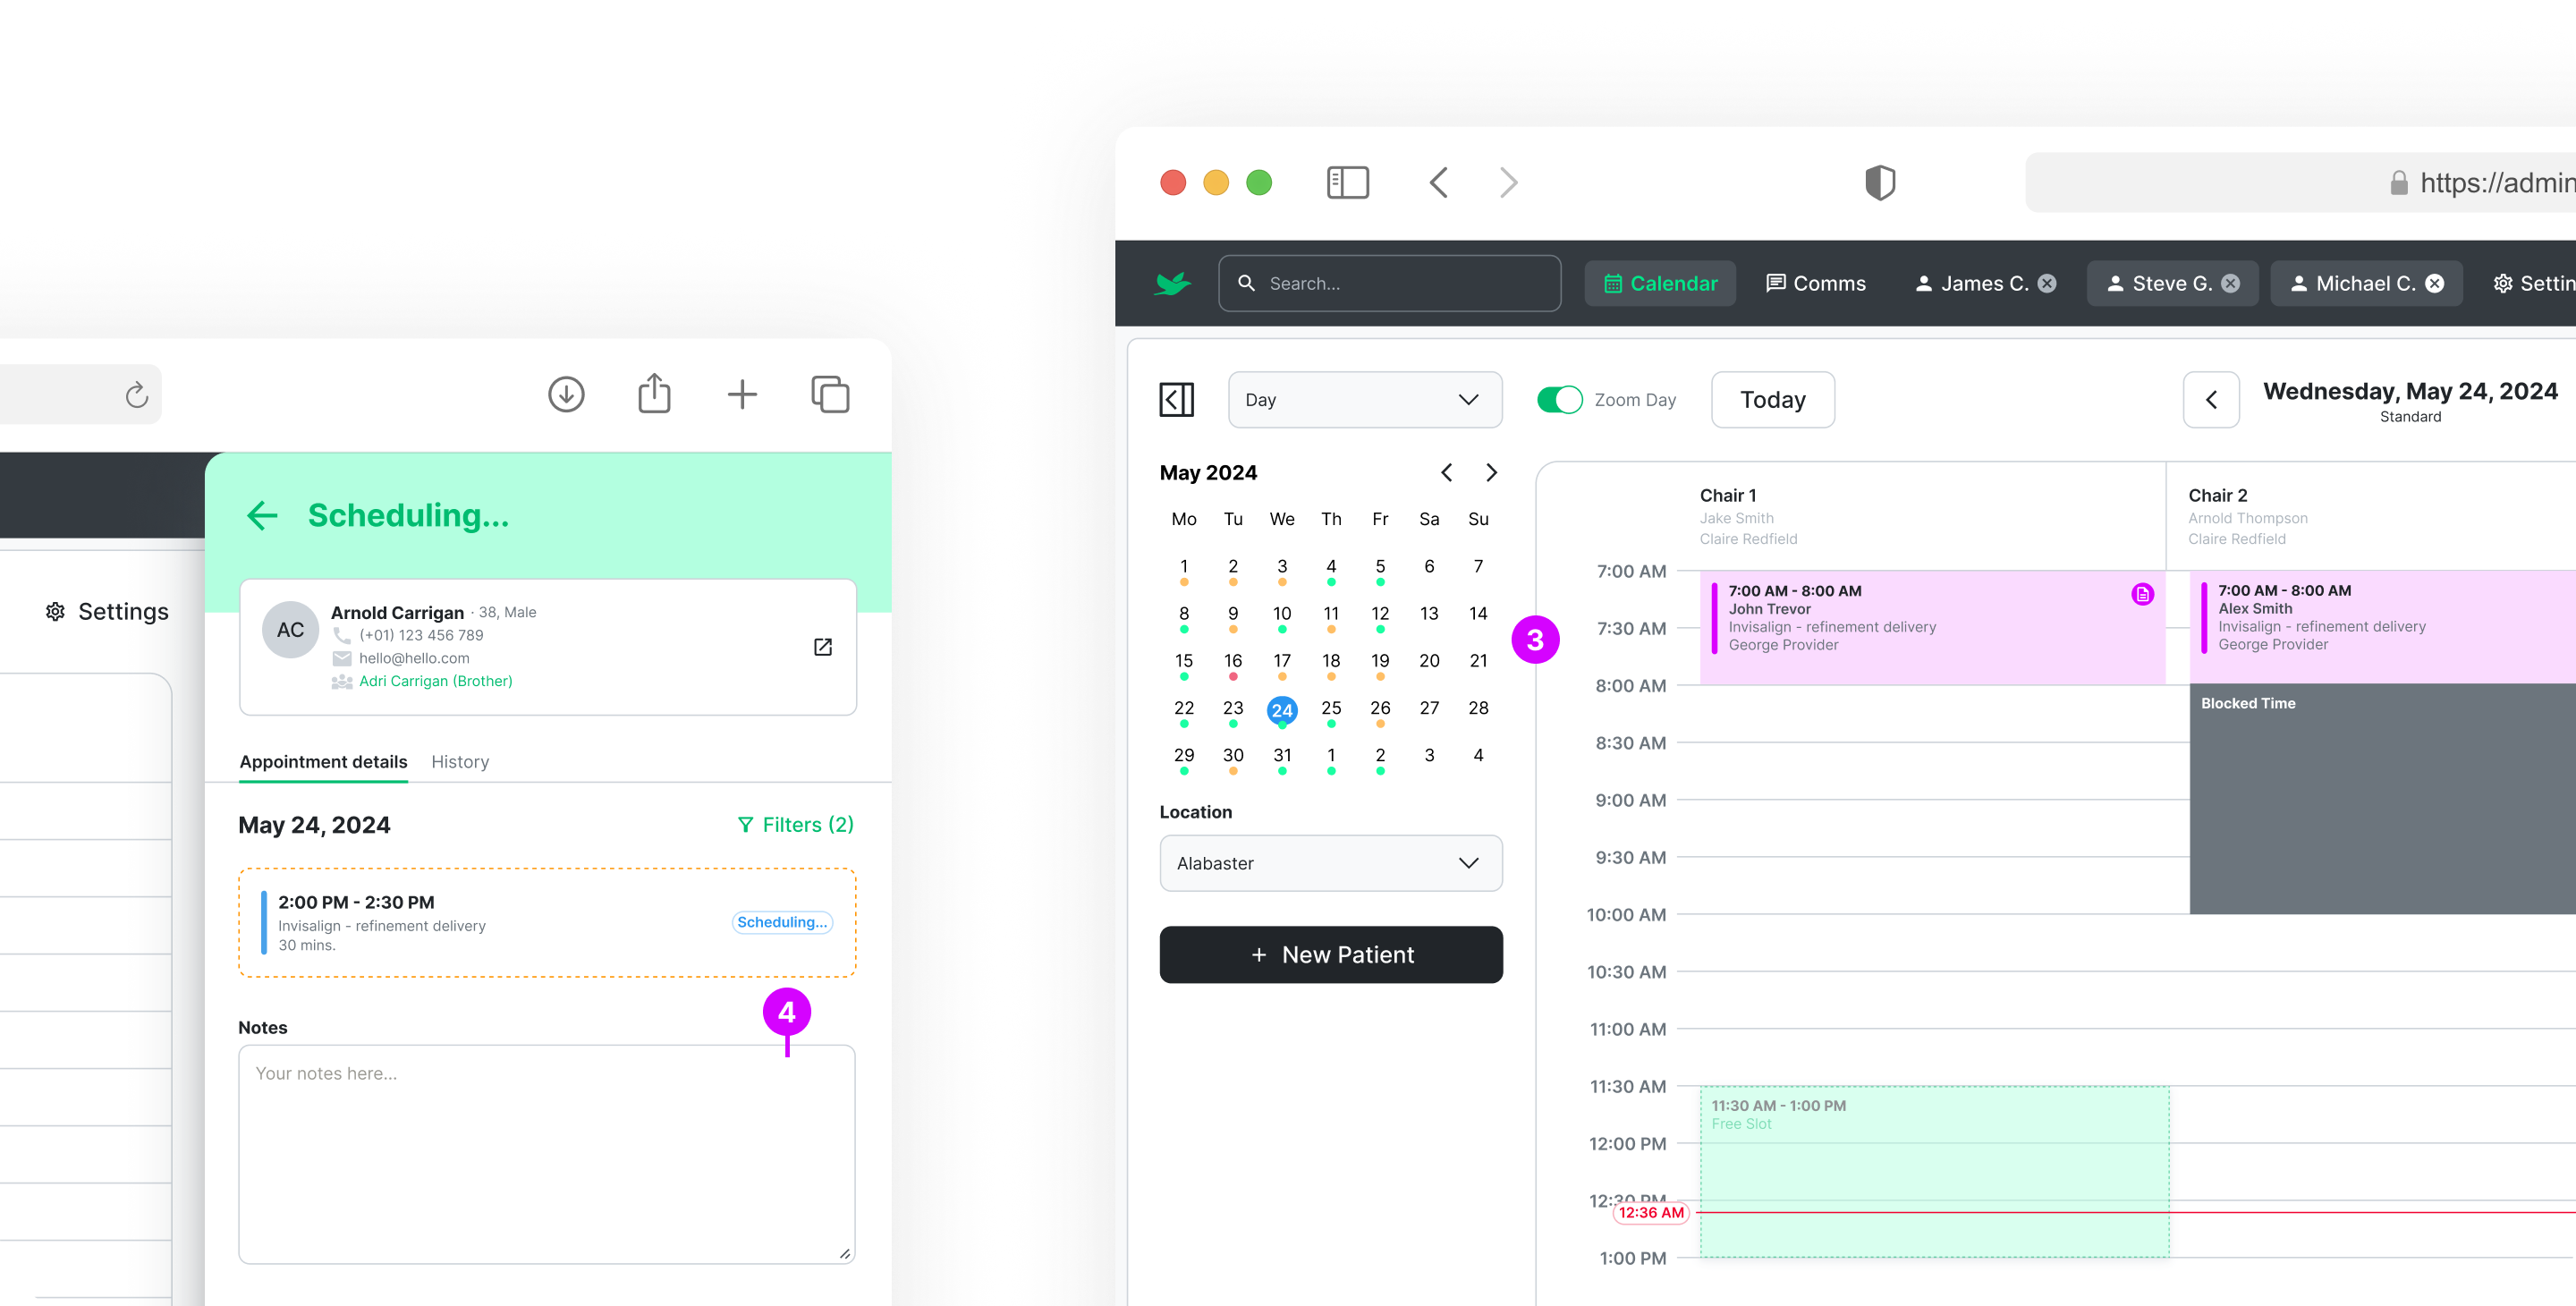 Settings
Scheduling...
AC
Arnold Carrigan · 38, Male
(+01) 123 456 789
hello@hello.com
Adri Carrigan (Brother)
Appointment details History
May 24, 2024
Filters (2)
2:00 PM - 2:30 PM
Invisalign - refinement delivery
30 mins.
Scheduling...
4
Notes
Your notes here...
https://admin
Search...
Calendar
Comms
James C.
Steve G.
Michael C.
Settin
Day
Zoom Day
Today
Wednesday, May 24, 2024
Standard
May 2024
Mo Tu We Th Fr Sa Su
1 2 3 4 5 6 7
8 9 10 11 12 13 14
15 16 17 18 19 20 21
22 23 24 25 26 27 28
29 30 31 1 2 3 4
Location
Alabaster
+ New Patient
3
Chair 1
Jake Smith
Claire Redfield
Chair 2
Arnold Thompson
Claire Redfield
7:00 AM
7:30 AM
8:00 AM
8:30 AM
9:00 AM
9:30 AM
10:00 AM
10:30 AM
11:00 AM
11:30 AM
12:00 PM
12:30 PM
12:36 AM
1:00 PM
7:00 AM - 8:00 AM
John Trevor
Invisalign - refinement delivery
George Provider
7:00 AM - 8:00 AM
Alex Smith
Invisalign - refinement delivery
George Provider
Blocked Time
11:30 AM - 1:00 PM
Free Slot